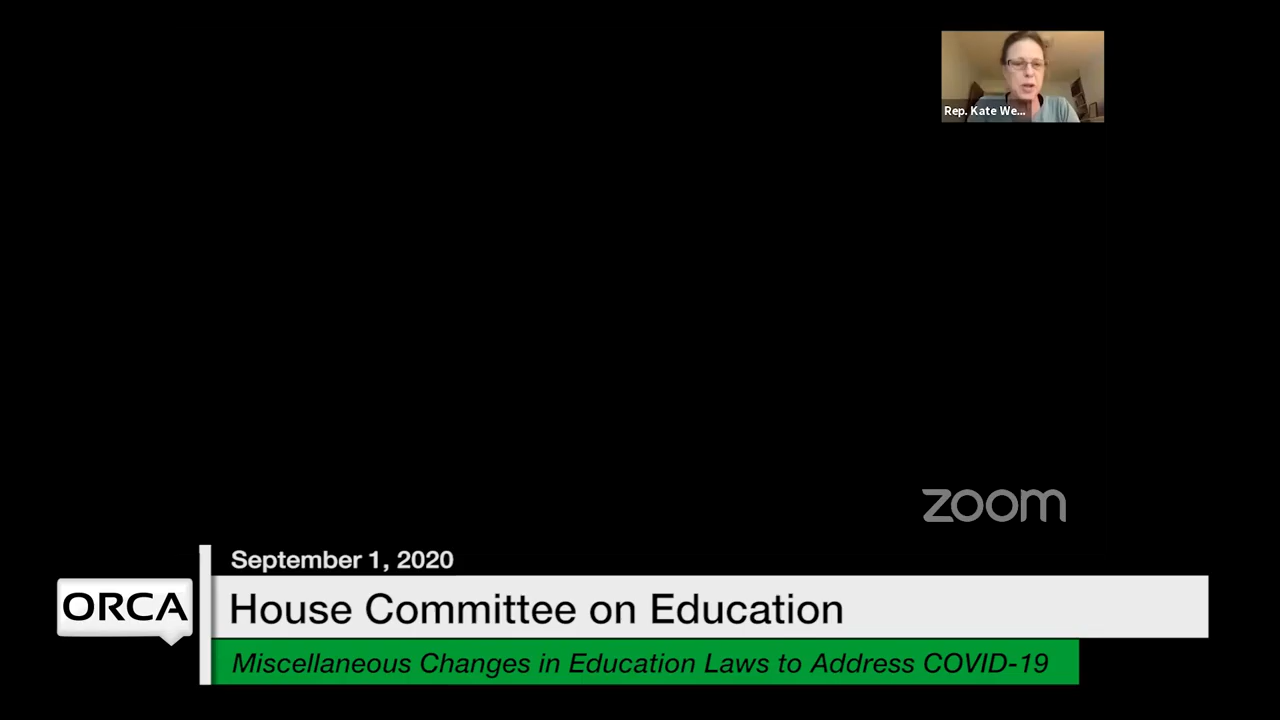 Rep. Kate We...
zoom
September 1, 2020
ORCA
House Committee on Education
Miscellaneous Changes in Education Laws to Address COVID-19